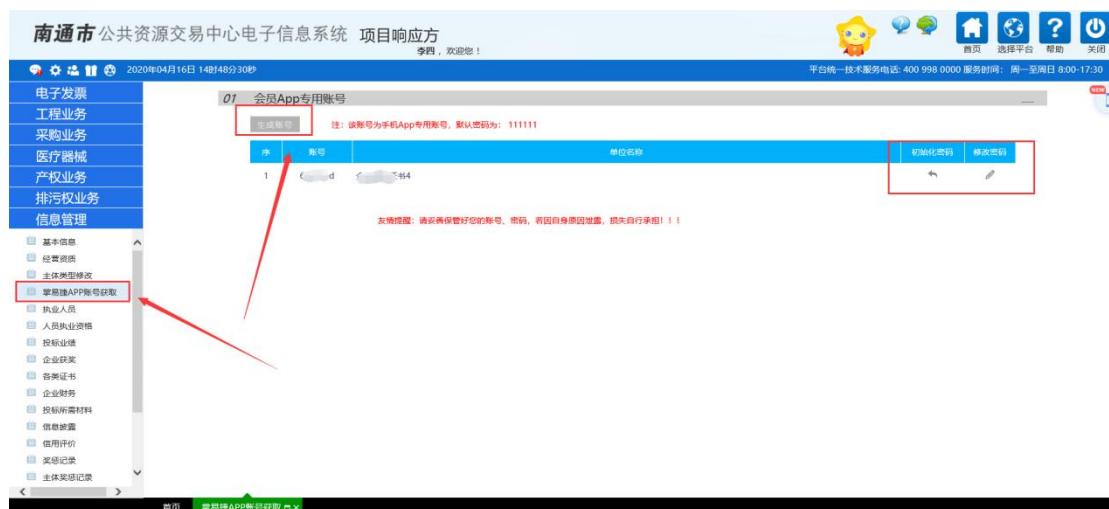 南通市公共资源交易中心电子信息系统 项目响应方
李四，欢迎您！
首页 选择平台 帮助 关闭
2020年04月16日 14时48分30秒
平台统一技术服务电话: 400 998 0000 服务时间: 周一至周日 8:00-17:30
电子发票
工程业务
采购业务
医疗器械
产权业务
排污权业务
信息管理
基本信息
经营资质
主体类型修改
掌易捷APP账号获取
执业人员
人员执业资格
投标业绩
企业获奖
各类证书
企业财务
投标所需材料
信息披露
信用评价
奖惩记录
主体奖惩记录
01 会员App专用账号
NEW
生成账号 注：该账号为手机App专用账号，默认密码为：111111
序 账号 单位名称 初始化密码 修改密码
1 d 书4
友情提醒：请妥善保管好您的账号、密码，若因自身原因泄露，损失自行承担！！！
首页 掌易捷APP账号获取